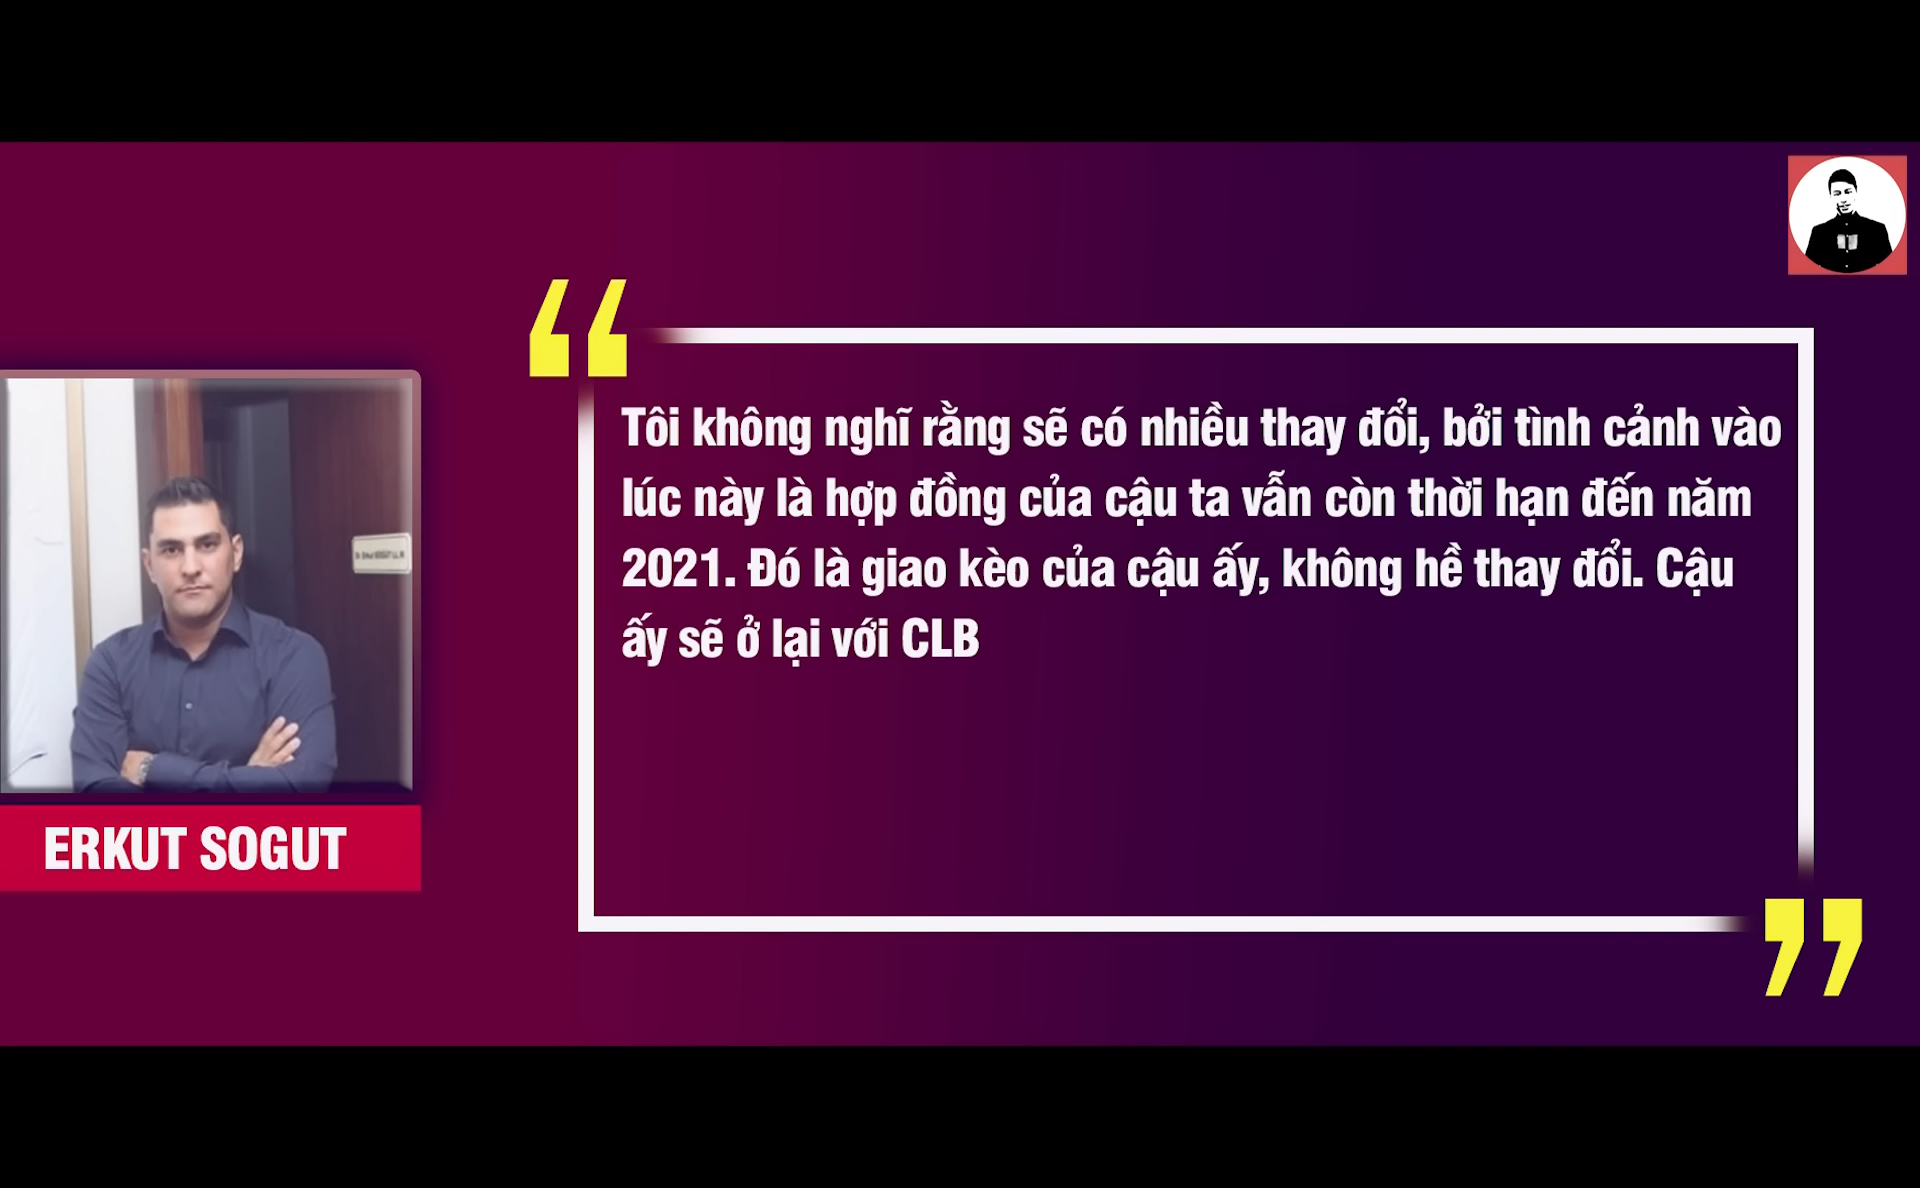 Tôi không nghĩ rằng sẽ có nhiều thay đổi, bởi tình cảnh vào
lúc này là hợp đồng của cậu ta vẫn còn thời hạn đến năm
2021. Đó là giao kèo của cậu ấy, không hề thay đổi. Cậu
ấy sẽ ở lại với CLB
ERKUT SOGUT